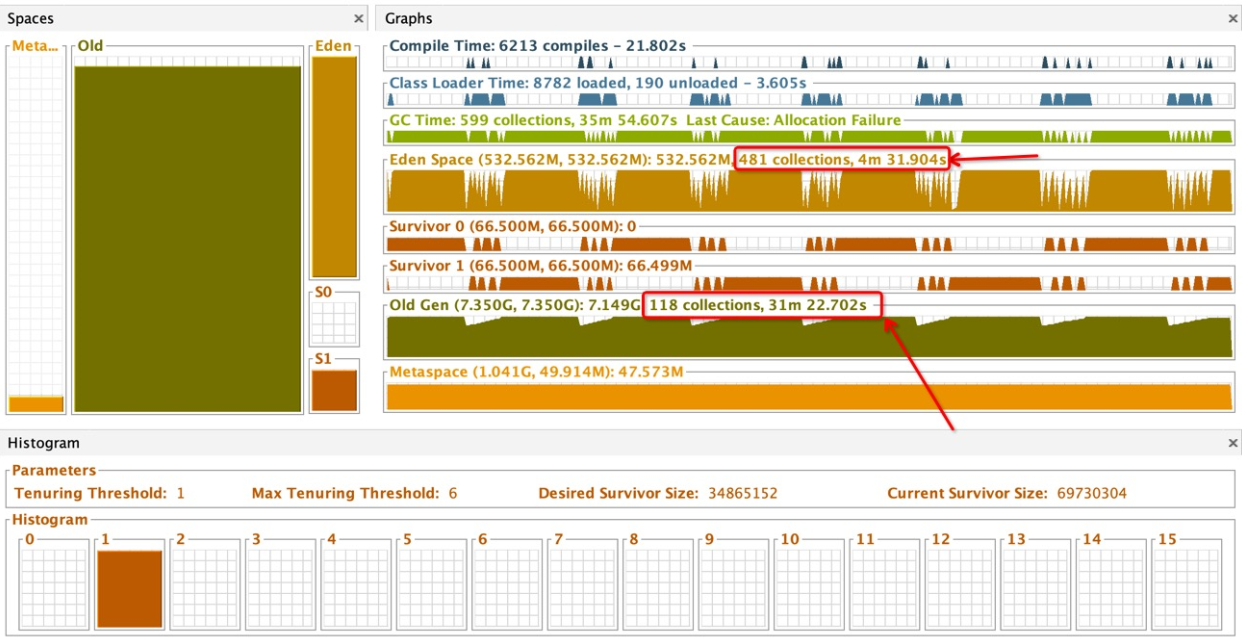 Spaces
Meta...
Old
Eden
S0
S1
Graphs
Compile Time: 6213 compiles - 21.802s
Class Loader Time: 8782 loaded, 190 unloaded - 3.605s
GC Time: 599 collections, 35m 54.607s Last Cause: Allocation Failure
Eden Space (532.562M, 532.562M): 532.562M, 481 collections, 4m 31.904s
Survivor 0 (66.500M, 66.500M): 0
Survivor 1 (66.500M, 66.500M): 66.499M
Old Gen (7.350G, 7.350G): 7.149G, 118 collections, 31m 22.702s
Metaspace (1.041G, 49.914M): 47.573M
Histogram
Parameters
Tenuring Threshold: 1 Max Tenuring Threshold: 6 Desired Survivor Size: 34865152 Current Survivor Size: 69730304
Histogram
0 1 2 3 4 5 6 7 8 9 10 11 12 13 14 15